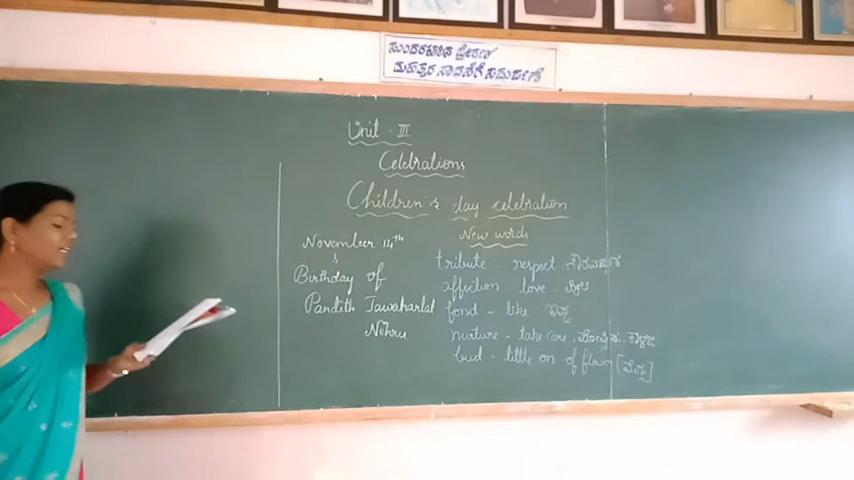 Unit - III
Celebrations
Children's day celebration
November 14th
Birthday of
Pandith Jawaharlal
Nehru
New words
tribute - respect
affection love - ಪ್ರೀತಿ
fond - like ಇಷ್ಟ
nurture - take care
bud - little on of flower [ಮೊಗ್ಗು]